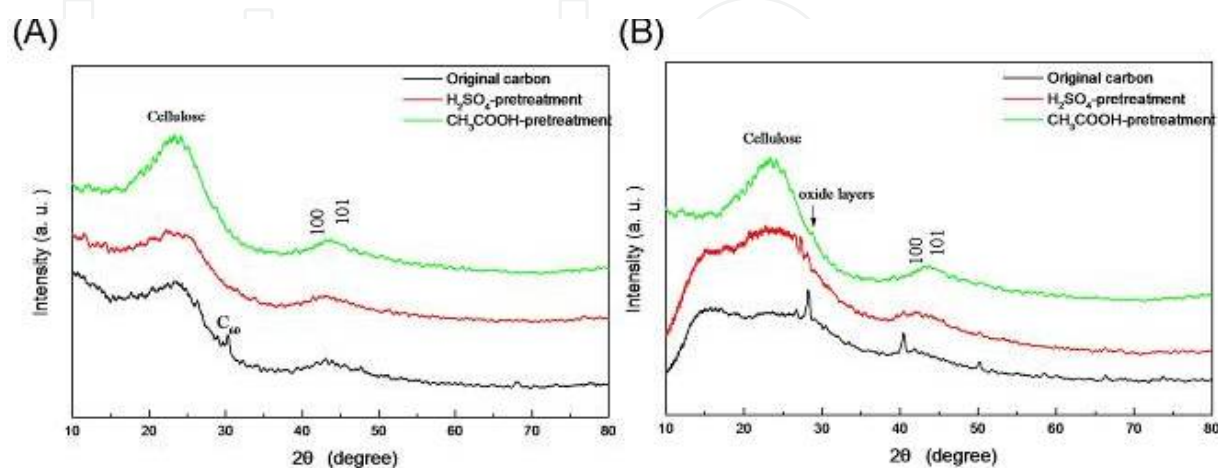 (A)
Original carbon
H₂SO₄-pretreatment
CH₃COOH-pretreatment
Cellulose
100
101
C₆₀
Intensity (a. u. )
10 20 30 40 50 60 70 80
2θ (degree)
(B)
Original carbon
H₂SO₄-pretreatment
CH₃COOH-pretreatment
Cellulose
oxide layers
100
101
Intensity (a. u. )
10 20 30 40 50 60 70 80
2θ (degree)